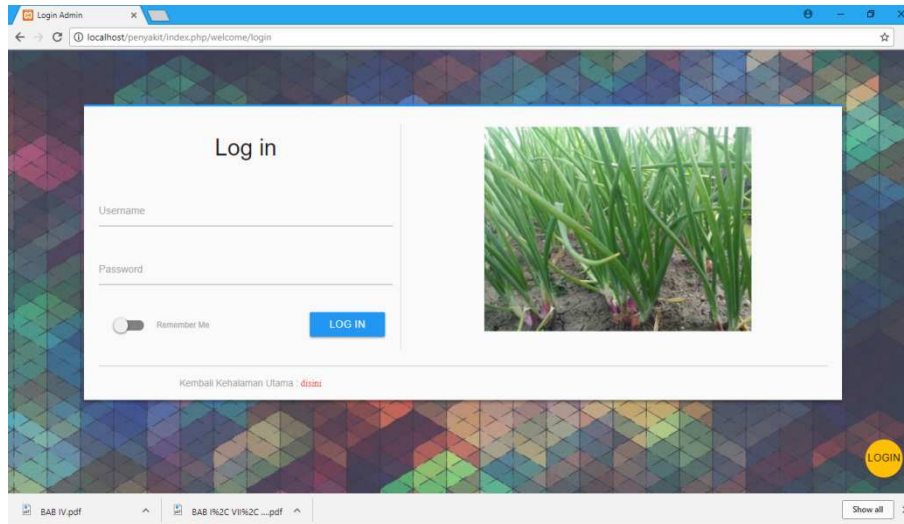 Login Admin
localhost/penyakit/index.php/welcome/login
Log in
Username
Password
Remember Me
LOG IN
Kembali Kehalaman Utama : disini
LOGIN
BAB IV.pdf
BAB I%2C VII%2C ....pdf
Show all